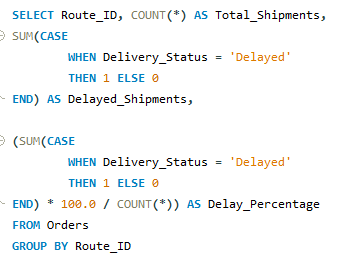 SELECT Route_ID, COUNT(*) AS Total_Shipments,
SUM(CASE
WHEN Delivery_Status = 'Delayed'
THEN 1 ELSE 0
END) AS Delayed_Shipments,
(SUM(CASE
WHEN Delivery_Status = 'Delayed'
THEN 1 ELSE 0
END) * 100.0 / COUNT(*)) AS Delay_Percentage
FROM Orders
GROUP BY Route_ID